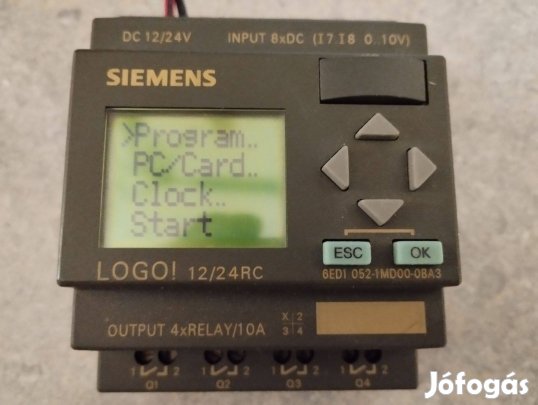 DC 12/24V INPUT 8xDC (I7.I8 0..10V)
SIEMENS
>Program..
PC/Card..
Clock..
Start
ESC OK
LOGO! 12/24RC 6ED1 052-1MD00-0BA3
OUTPUT 4xRELAY/10A
X 2
3 4
1 2 1 2 1 2 1 2
Q1 Q2 Q3 Q4
Jófogás